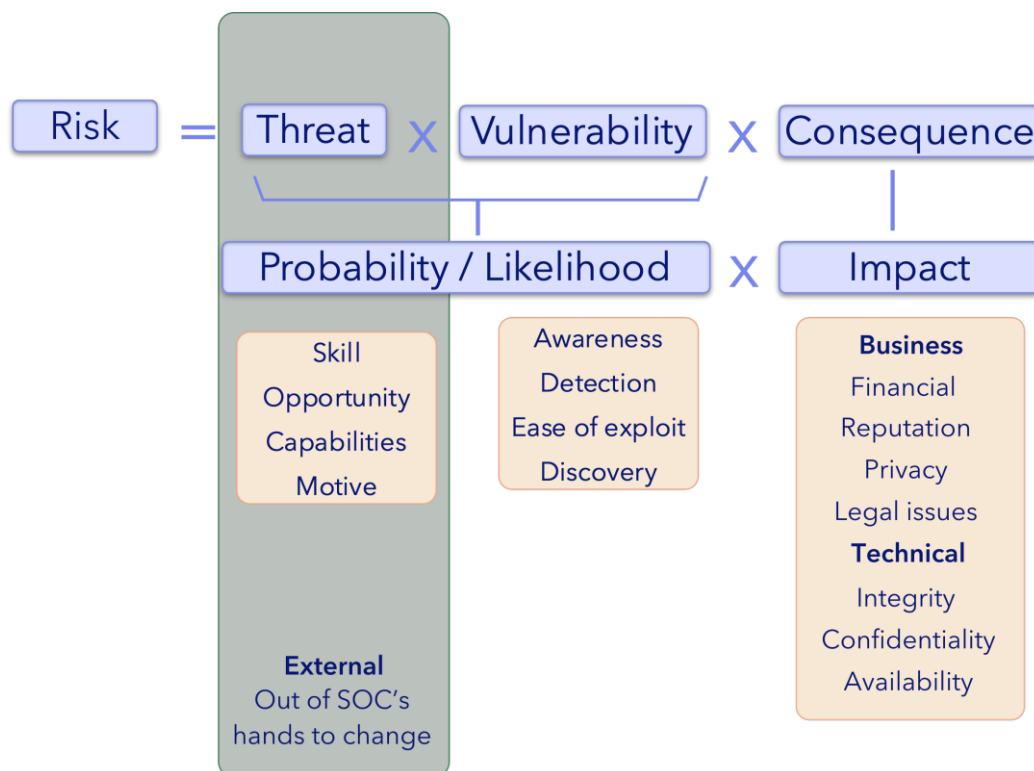 Risk = Threat x Vulnerability x Consequence
Probability / Likelihood x Impact
Skill
Opportunity
Capabilities
Motive
Awareness
Detection
Ease of exploit
Discovery
Business
Financial
Reputation
Privacy
Legal issues
Technical
Integrity
Confidentiality
Availability
External
Out of SOC's
hands to change